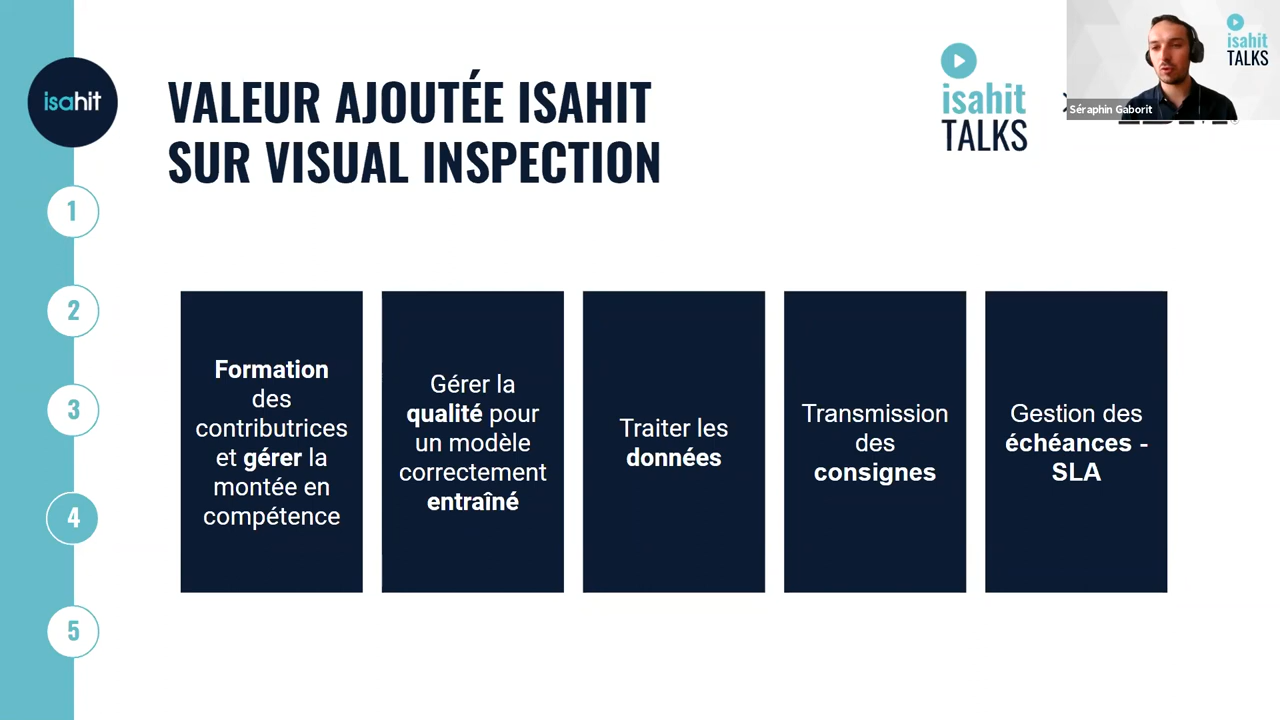 isahit
VALEUR AJOUTÉE ISAHIT
SUR VISUAL INSPECTION
isahit
TALKS
isahit
TALKS
Séraphin Gaborit
1
2
3
4
5
Formation
des
contributrices
et gérer la
montée en
compétence
Gérer la
qualité pour
un modèle
correctement
entraîné
Traiter les
données
Transmission
des
consignes
Gestion des
échéances -
SLA